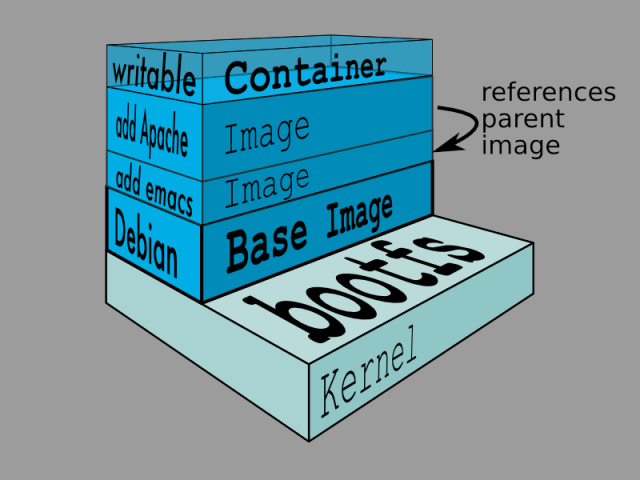 writable Container
add Apache Image
add emacs Image
Debian Base Image
bootfs
Kernel
references
parent
image